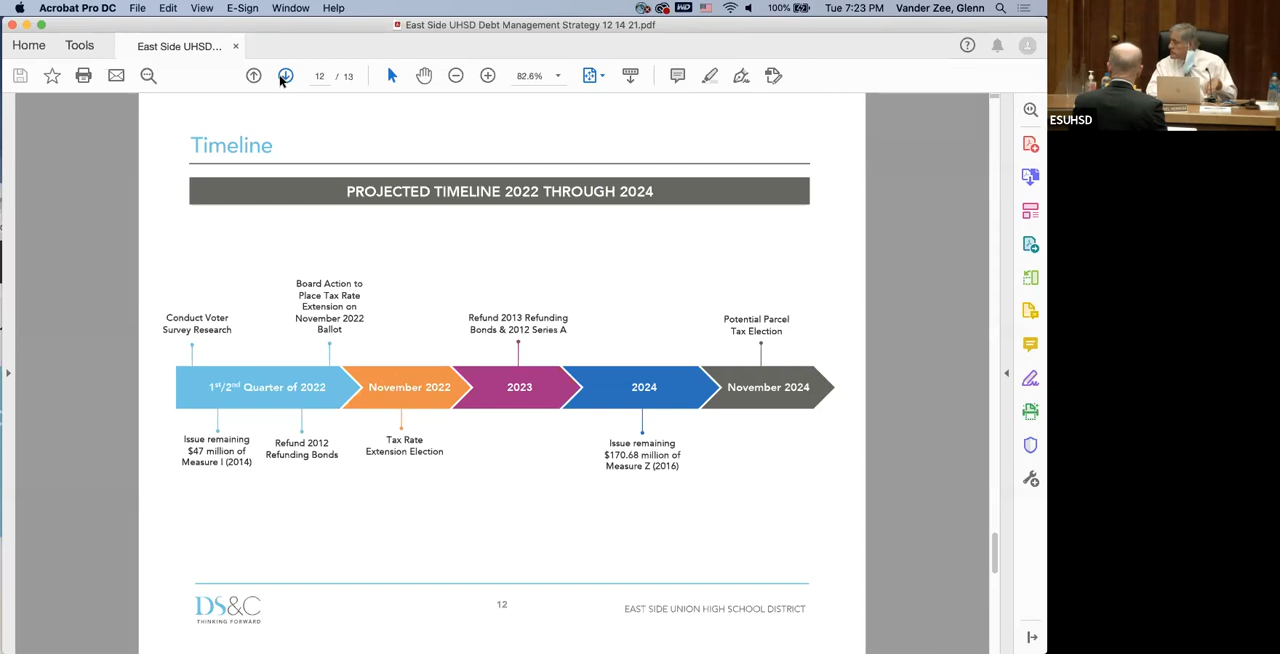 Acrobat Pro DC File Edit View E-Sign Window Help
100% Tue 7:23 PM Vander Zee, Glenn
East Side UHSD Debt Management Strategy 12 14 21.pdf
Home Tools East Side UHSD... ×
12 / 13 82.6%
ESUHSD
Timeline
PROJECTED TIMELINE 2022 THROUGH 2024
Conduct Voter
Survey Research
Board Action to
Place Tax Rate
Extension on
November 2022
Ballot
Refund 2013 Refunding
Bonds & 2012 Series A
Potential Parcel
Tax Election
1st/2nd Quarter of 2022
November 2022
2023
2024
November 2024
Issue remaining
$47 million of
Measure I (2014)
Refund 2012
Refunding Bonds
Tax Rate
Extension Election
Issue remaining
$170.68 million of
Measure Z (2016)
DS&C
THINKING FORWARD
12
EAST SIDE UNION HIGH SCHOOL DISTRICT